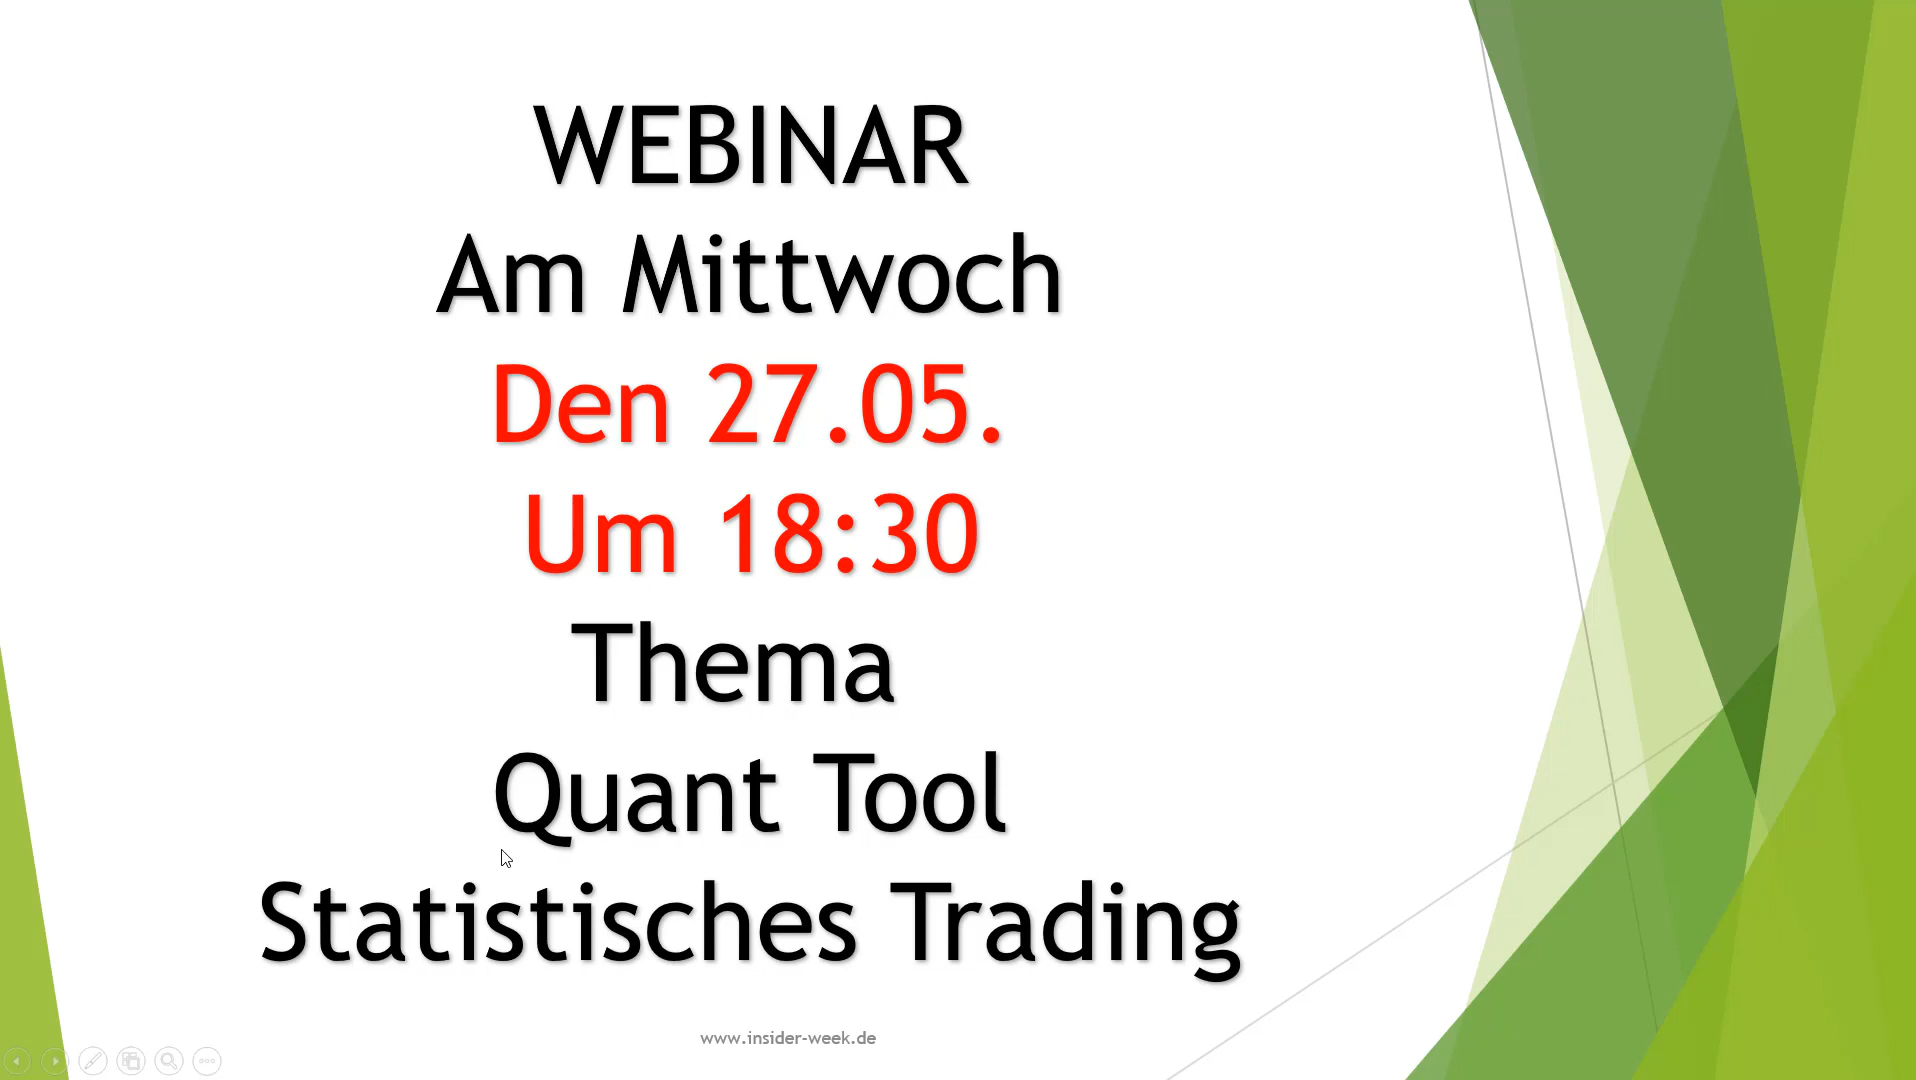 WEBINAR
Am Mittwoch
Den 27.05.
Um 18:30
Thema
Quant Tool
Statistisches Trading
www.insider-week.de